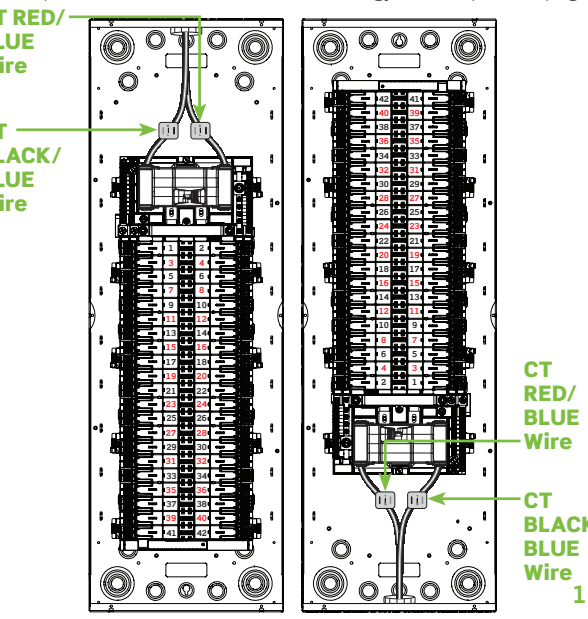 CT RED/
BLUE
Wire
CT
BLACK/
BLUE
Wire
1 2
3 4
5 6
7 8
9 10
11 12
13 14
15 16
17 18
19 20
21 22
23 24
25 26
27 28
29 30
31 32
33 34
35 36
37 38
39 40
41 42
42 41
40 39
38 37
36 35
34 33
32 31
30 29
28 27
26 25
24 23
22 21
20 19
18 17
16 15
14 13
12 11
10 9
8 7
6 5
4 3
2 1
CT
RED/
BLUE
Wire
CT
BLACK
BLUE
Wire
1